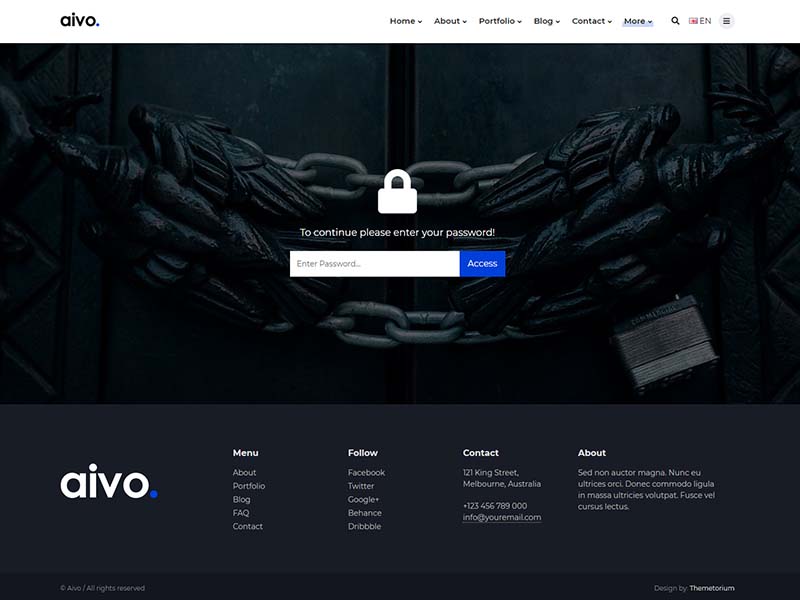 aivo.
Home About Portfolio Blog Contact More EN
COMMERCIAL
To continue please enter your password!
Enter Password... Access
aivo.
Menu
About
Portfolio
Blog
FAQ
Contact
Follow
Facebook
Twitter
Google+
Behance
Dribbble
Contact
121 King Street,
Melbourne, Australia
+123 456 789 000
info@youremail.com
About
Sed non auctor magna. Nunc eu
ultrices orci. Donec commodo ligula
in massa ultricies volutpat. Fusce vel
cursus lectus.
© Aivo / All rights reserved
Design by: Themetorium